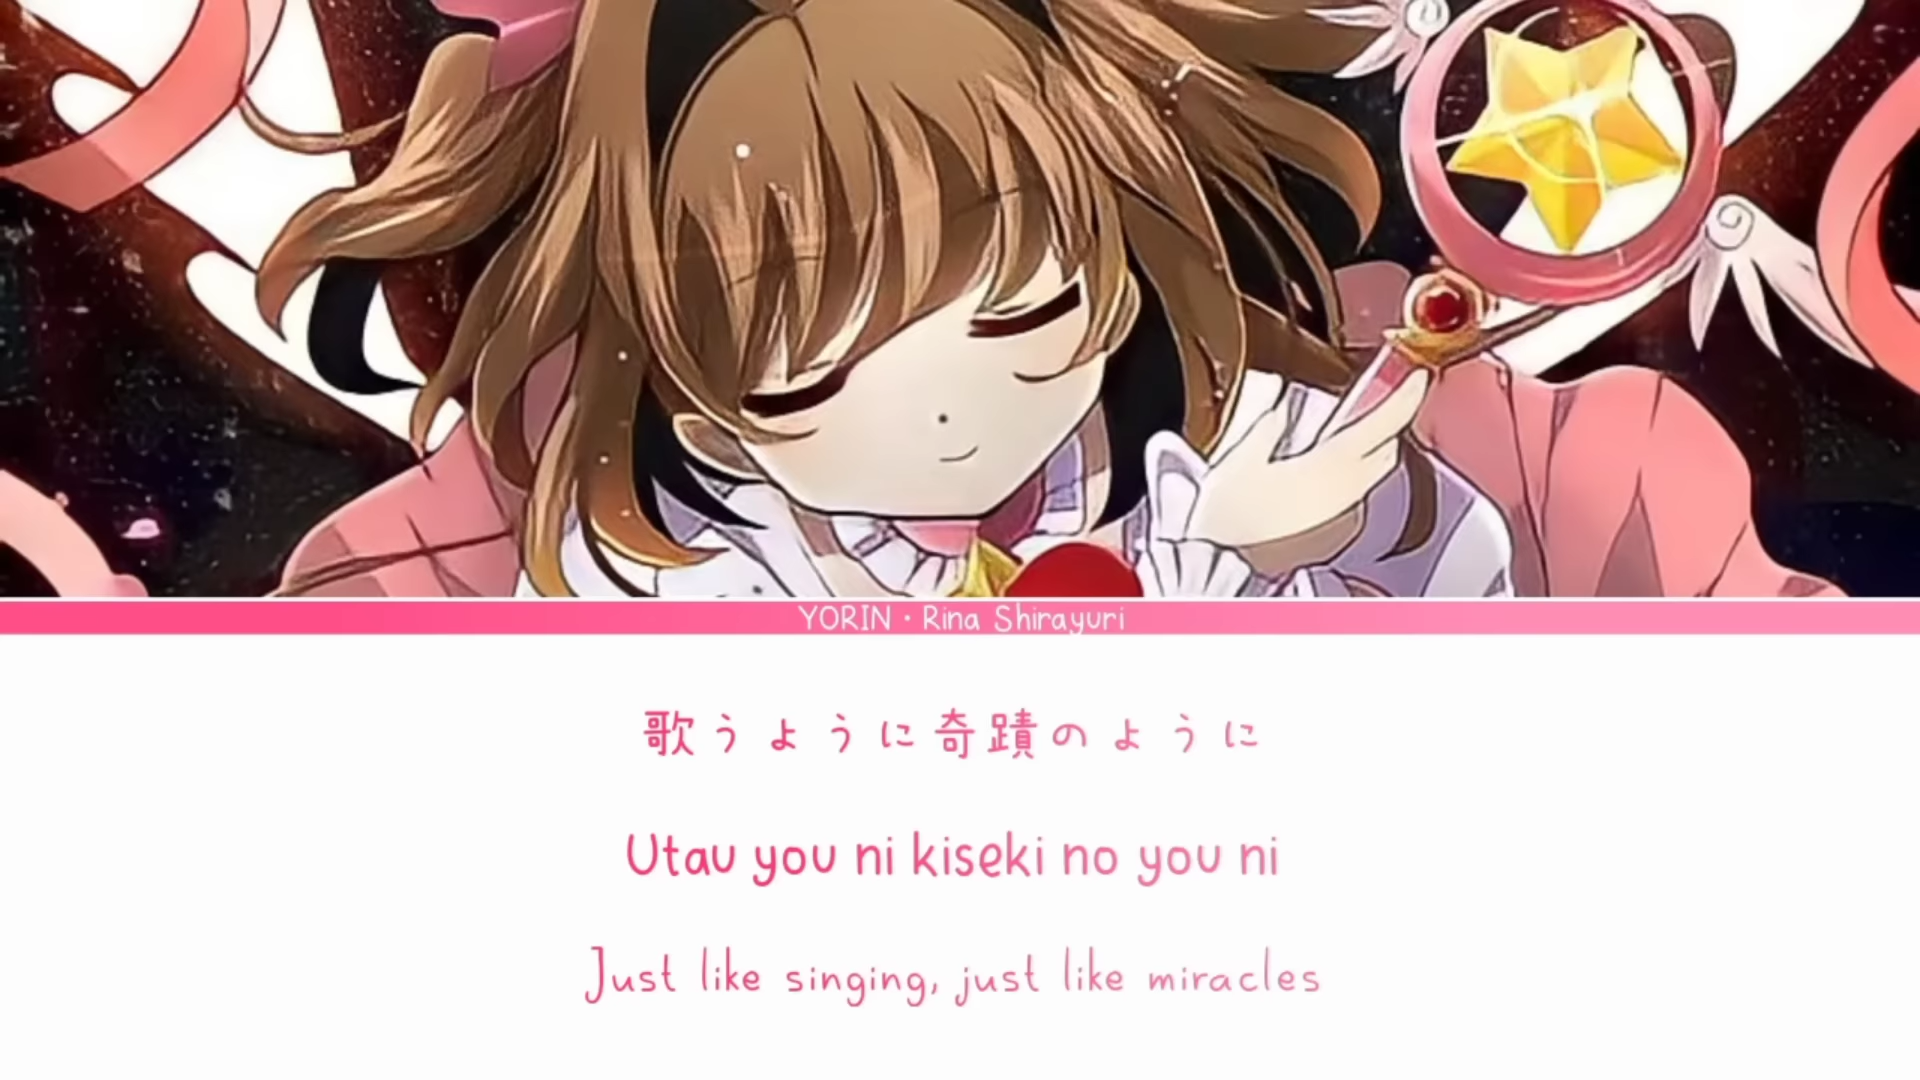 YORIN • Rina Shirayuri
歌うように奇蹟のように
Utau you ni kiseki no you ni
Just like singing, just like miracles